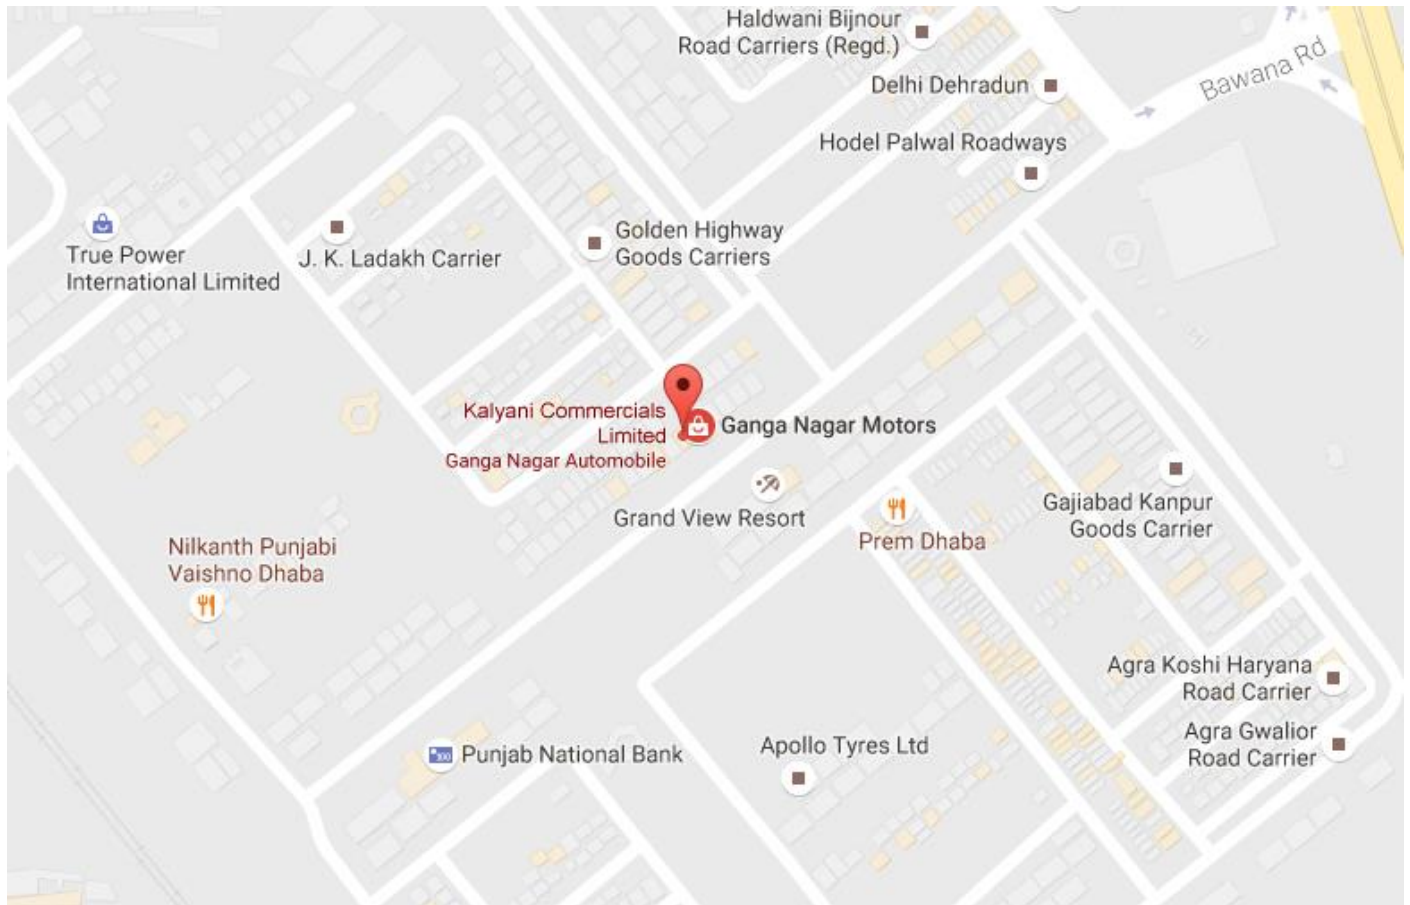 Haldwani Bijnour
Road Carriers (Regd.)
Bawana Rd
Delhi Dehradun
Hodel Palwal Roadways
True Power
International Limited
J. K. Ladakh Carrier
Golden Highway
Goods Carriers
Kalyani Commercials
Limited
Ganga Nagar Automobile
Ganga Nagar Motors
Grand View Resort
Prem Dhaba
Gajiabad Kanpur
Goods Carrier
Nilkanth Punjabi
Vaishno Dhaba
Agra Koshi Haryana
Road Carrier
Agra Gwalior
Road Carrier
Punjab National Bank
Apollo Tyres Ltd